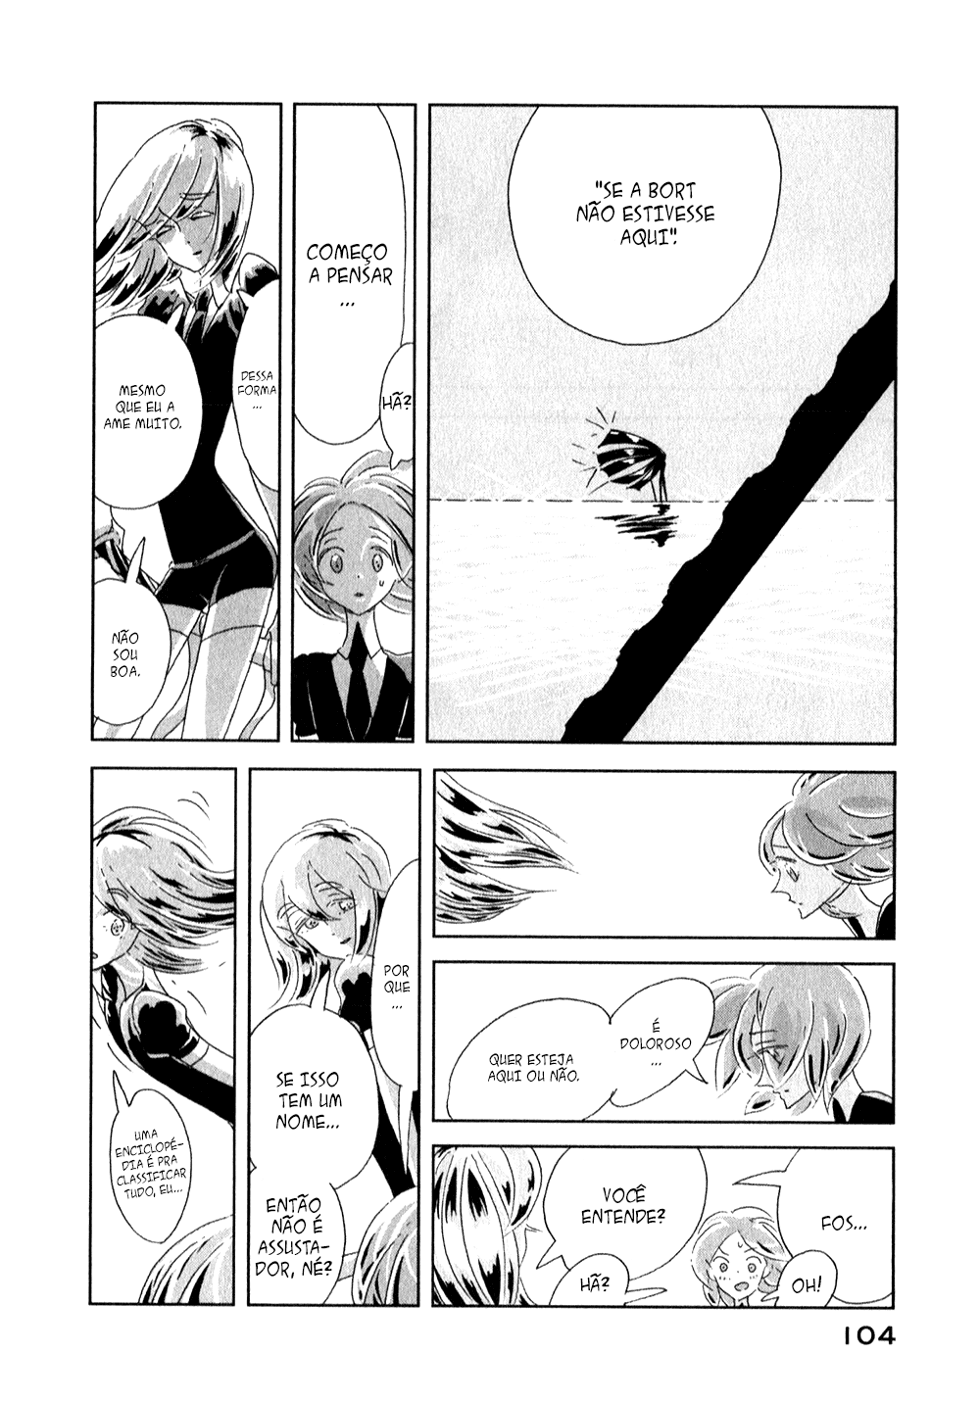 "SE A BORT
NÃO ESTIVESSE
AQUI".
HÃ?
COMEÇO
A PENSAR
...
DESSA
FORMA
...
MESMO
QUE EU A
AME MUITO.
NÃO
SOU
BOA.
É
DOLOROSO
...
QUER ESTEJA
AQUI OU NÃO.
FOS...
OH!
VOCÊ
ENTENDE?
HÃ?
POR
QUE
...
SE ISSO
TEM UM
NOME...
ENTÃO
NÃO É
ASSUSTA-
DOR, NÉ?
UMA
ENCICLOPÉ-
DIA É PRA
CLASSIFICAR
TUDO, EU...
104